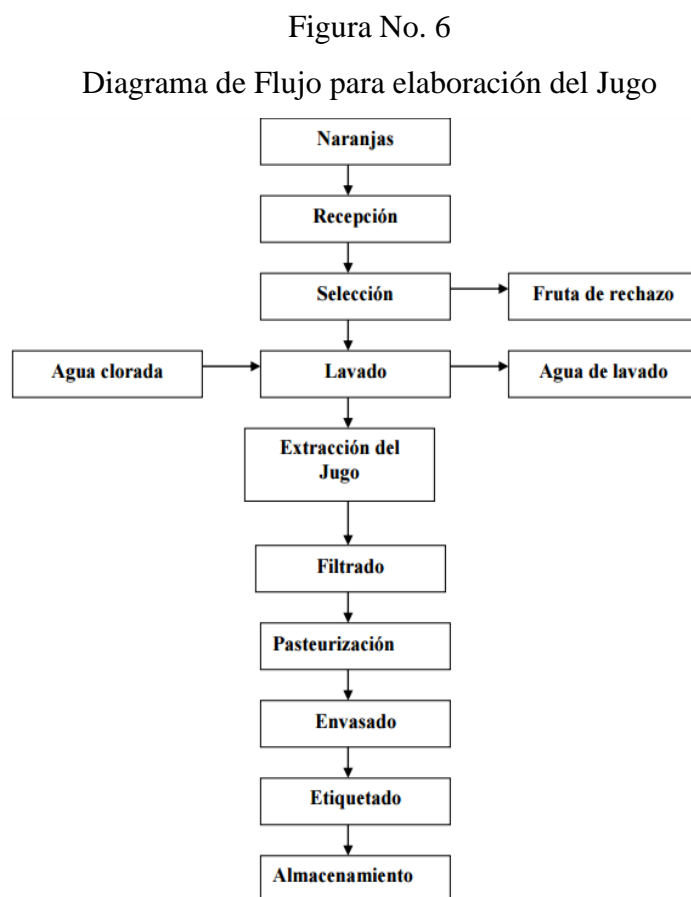 Figura No. 6
Diagrama de Flujo para elaboración del Jugo
Naranjas
Recepción
Selección
Fruta de rechazo
Agua clorada
Lavado
Agua de lavado
Extracción del
Jugo
Filtrado
Pasteurización
Envasado
Etiquetado
Almacenamiento